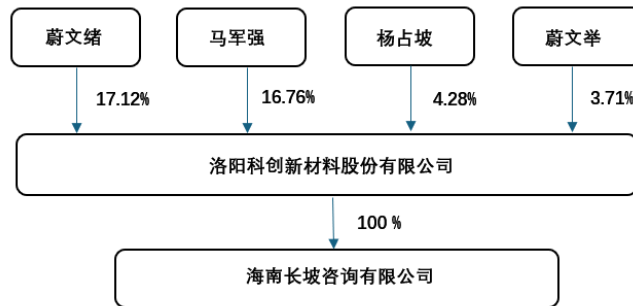 蔚文绪
马军强
杨占坡
蔚文举
17.12%
16.76%
4.28%
3.71%
洛阳科创新材料股份有限公司
100 %
海南长坡咨询有限公司